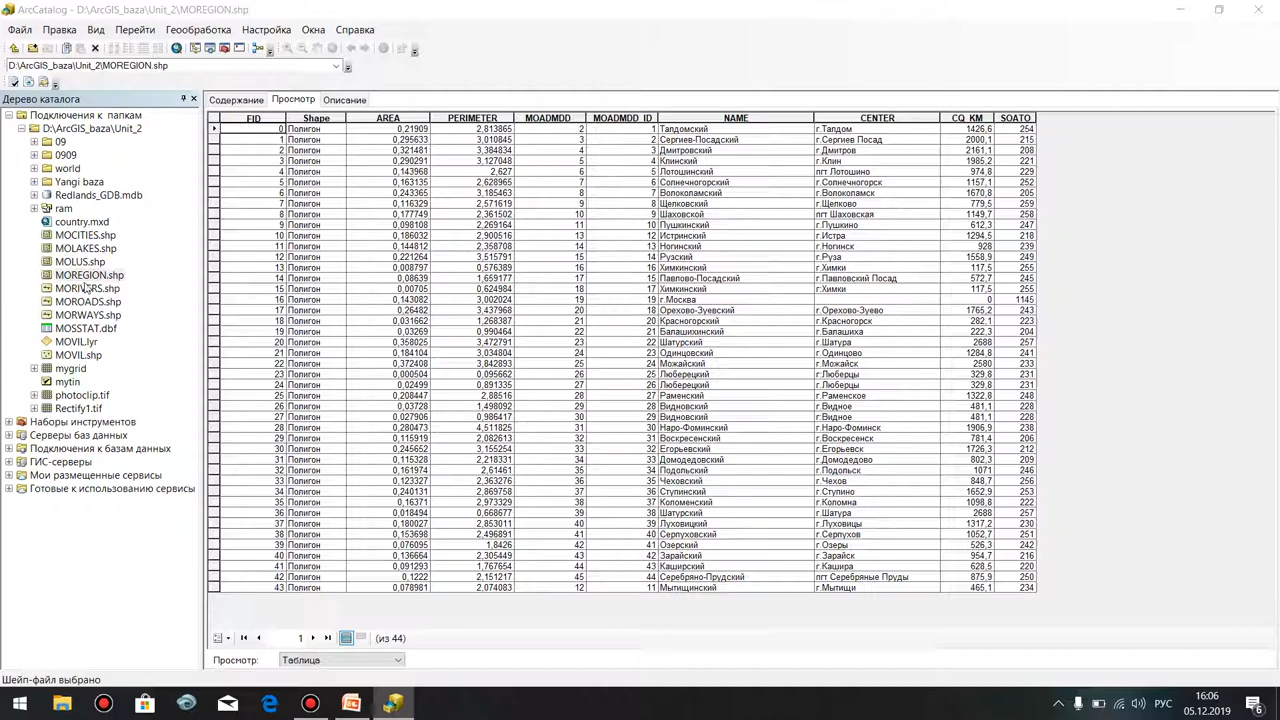 ArcCatalog - D:\ArcGIS_baza\Unit_2\MOREGION.shp
Файл Правка Вид Перейти Геообработка Настройка Окна Справка
D:\ArcGIS_baza\Unit_2\MOREGION.shp
Дерево каталога
Содержание Просмотр Описание
Подключения к папкам
D:\ArcGIS_baza\Unit_2
09
0909
world
Yangi baza
Redlands_GDB.mdb
ram
country.mxd
MOCITIES.shp
MOLAKES.shp
MOLUS.shp
MOREGION.shp
MORIVERS.shp
MOROADS.shp
MORWAYS.shp
MOSSTAT.dbf
MOVIL.lyr
MOVIL.shp
mygrid
mytin
photoclip.tif
Rectify1.tif
Наборы инструментов
Серверы баз данных
Подключения к базам данных
ГИС-серверы
Мои размещенные сервисы
Готовые к использованию сервисы
FID Shape AREA PERIMETER MOADMDD MOADMDD_ID NAME CENTER CQ_KM SOATO
0 Полигон 0,21909 2,813865 2 1 Талдомский г.Талдом 1426,6 254
1 Полигон 0,295633 3,010845 3 2 Сергиев-Посадский г.Сергиев Посад 2000,1 215
2 Полигон 0,321481 3,384834 4 3 Дмитровский г.Дмитров 2161,1 208
3 Полигон 0,290291 3,127048 5 4 Клинский г.Клин 1985,2 221
4 Полигон 0,143968 2,627 6 5 Лотошинский пгт Лотошино 974,8 229
5 Полигон 0,163135 2,628965 7 6 Солнечногорский г.Солнечногорск 1157,1 252
6 Полигон 0,243365 3,185463 8 7 Волоколамский г.Волоколамск 1670,8 205
7 Полигон 0,116329 2,571619 9 8 Щелковский г.Щелково 779,5 259
8 Полигон 0,177749 2,361502 10 9 Шаховской пгт Шаховская 1149,7 258
9 Полигон 0,098108 2,269164 11 10 Пушкинский г.Пушкино 612,3 247
10 Полигон 0,186032 2,290056 13 12 Истринский г.Истра 1294,5 218
11 Полигон 0,144812 2,358708 14 13 Ногинский г.Ногинск 928 239
12 Полигон 0,221264 3,515791 15 14 Рузский г.Руза 1558,9 249
13 Полигон 0,008797 0,576389 16 15 Химкинский г.Химки 117,5 255
14 Полигон 0,08639 1,659177 17 16 Павлово-Посадский г.Павловский Посад 572,7 245
15 Полигон 0,00705 0,624984 18 17 Химкинский г.Химки 117,5 255
16 Полигон 0,143082 3,002024 19 19 г.Москва 0 1145
17 Полигон 0,26482 3,437968 20 18 Орехово-Зуевский г.Орехово-Зуево 1765,2 243
18 Полигон 0,031662 1,268387 21 20 Красногорский г.Красногорск 282,1 223
19 Полигон 0,03269 0,990464 22 21 Балашихинский г.Балашиха 222,3 204
20 Полигон 0,358025 3,472791 23 22 Шатурский г.Шатура 2688 257
21 Полигон 0,184104 3,034804 24 23 Одинцовский г.Одинцово 1284,8 241
22 Полигон 0,372408 3,842893 25 24 Можайский г.Можайск 2580 233
23 Полигон 0,000504 0,095662 26 25 Люберецкий г.Люберцы 329,8 231
24 Полигон 0,02499 0,891335 27 26 Люберецкий г.Люберцы 329,8 231
25 Полигон 0,208447 2,88516 28 27 Раменский г.Раменское 1322,8 248
26 Полигон 0,03728 1,498092 29 28 Видновский г.Видное 481,1 228
27 Полигон 0,027906 0,986417 30 29 Видновский г.Видное 481,1 228
28 Полигон 0,280473 4,511825 31 30 Наро-Фоминский г.Наро-Фоминск 1906,9 238
29 Полигон 0,115919 2,082613 32 31 Воскресенский г.Воскресенск 781,4 206
30 Полигон 0,245652 3,155254 33 32 Егорьевский г.Егорьевск 1726,3 212
31 Полигон 0,115328 2,218331 34 33 Домодедовский г.Домодедово 802,3 209
32 Полигон 0,161974 2,61461 35 34 Подольский г.Подольск 1071 246
33 Полигон 0,123327 2,363276 36 35 Чеховский г.Чехов 848,7 256
34 Полигон 0,240131 2,869758 37 36 Ступинский г.Ступино 1652,9 253
35 Полигон 0,16371 2,973329 38 37 Коломенский г.Коломна 1098,8 222
36 Полигон 0,018494 0,668677 39 38 Шатурский г.Шатура 2688 257
37 Полигон 0,180027 2,853011 40 39 Луховицкий г.Луховицы 1317,2 230
38 Полигон 0,153698 2,496891 41 40 Серпуховский г.Серпухов 1052,7 251
39 Полигон 0,076095 1,8426 42 41 Озерский г.Озеры 526,3 242
40 Полигон 0,136664 2,305449 43 42 Зарайский г.Зарайск 954,7 216
41 Полигон 0,091293 1,767654 44 43 Каширский г.Кашира 628,5 220
42 Полигон 0,1222 2,151217 45 44 Серебряно-Прудский пгт Серебряные Пруды 875,9 250
43 Полигон 0,078981 2,074083 12 11 Мытищинский г.Мытищи 465,1 234
1 (из 44)
Просмотр: Таблица
Шейп-файл выбрано
РУС 16:06 05.12.2019 6